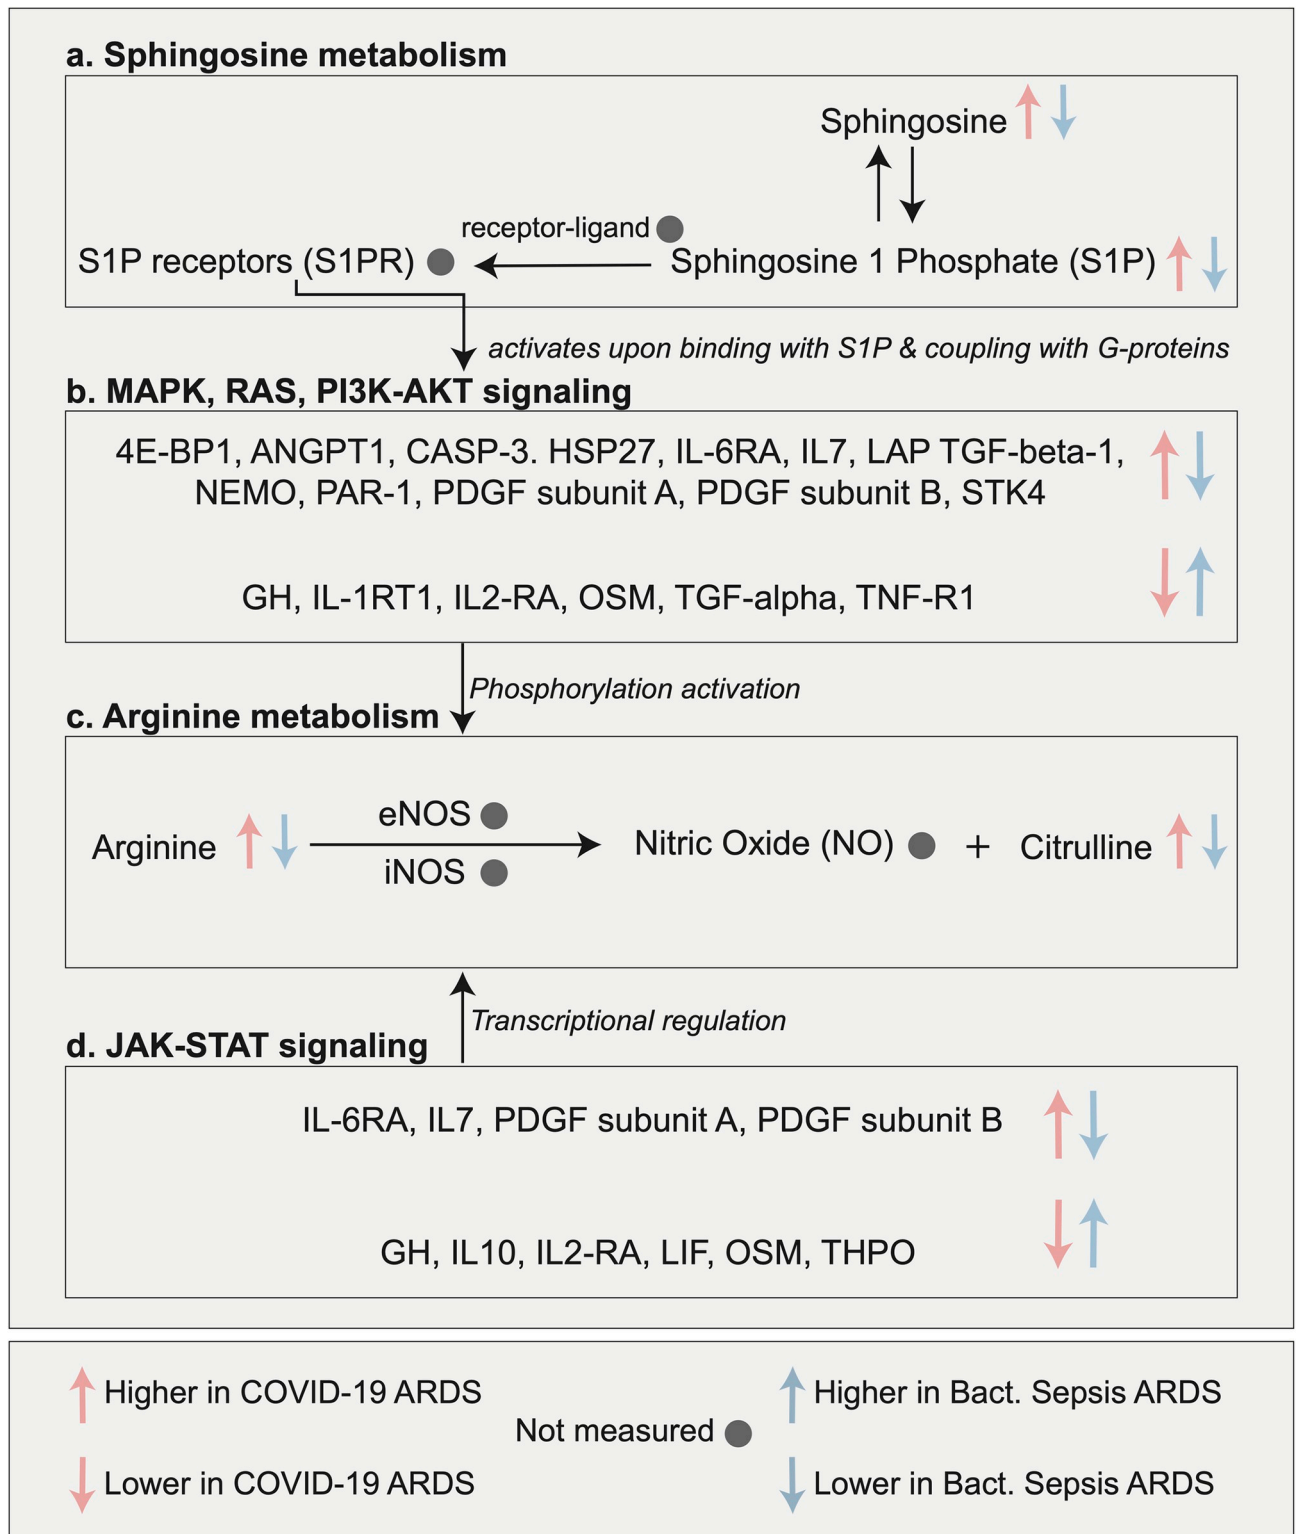 a. Sphingosine metabolism
Sphingosine
receptor-ligand
S1P receptors (S1PR)
Sphingosine 1 Phosphate (S1P)
activates upon binding with S1P & coupling with G-proteins
b. MAPK, RAS, PI3K-AKT signaling
4E-BP1, ANGPT1, CASP-3. HSP27, IL-6RA, IL7, LAP TGF-beta-1,
NEMO, PAR-1, PDGF subunit A, PDGF subunit B, STK4
GH, IL-1RT1, IL2-RA, OSM, TGF-alpha, TNF-R1
Phosphorylation activation
c. Arginine metabolism
eNOS
Arginine
Nitric Oxide (NO) + Citrulline
iNOS
Transcriptional regulation
d. JAK-STAT signaling
IL-6RA, IL7, PDGF subunit A, PDGF subunit B
GH, IL10, IL2-RA, LIF, OSM, THPO
Higher in COVID-19 ARDS
Higher in Bact. Sepsis ARDS
Not measured
Lower in COVID-19 ARDS
Lower in Bact. Sepsis ARDS